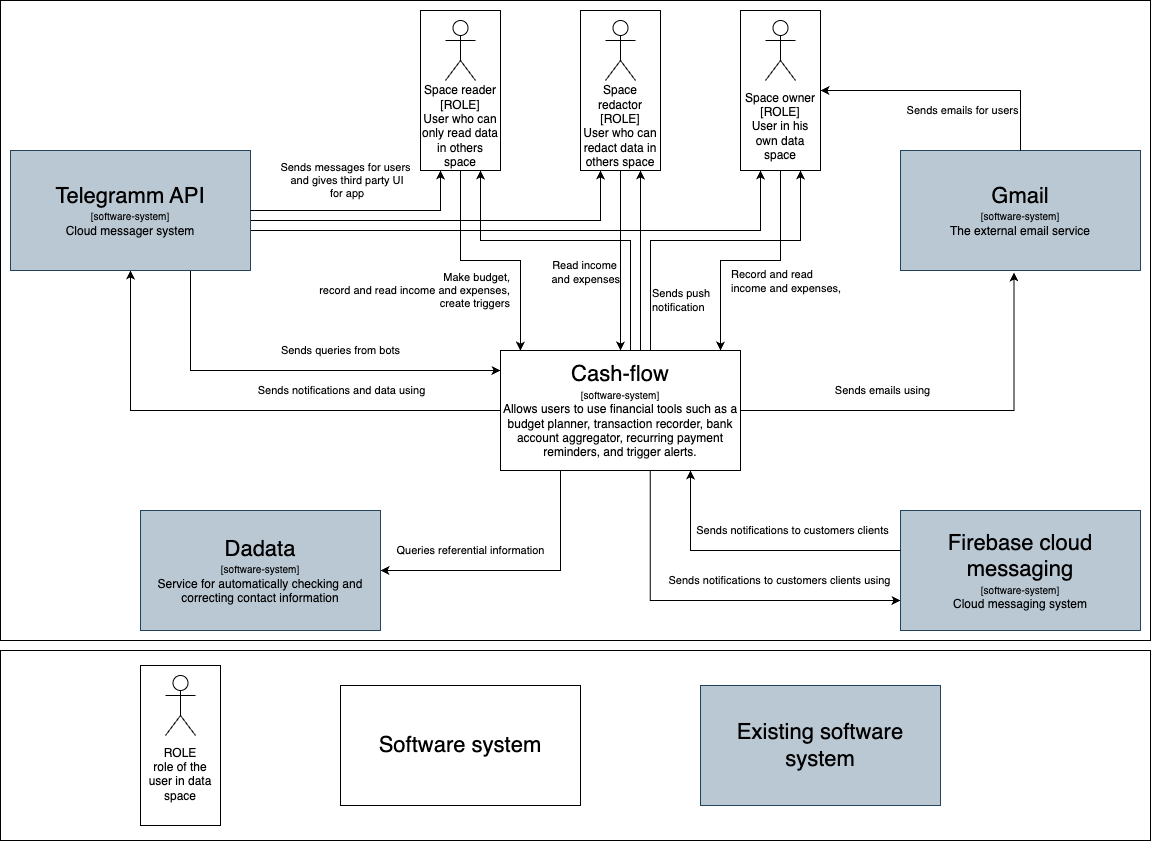 Space reader
[ROLE]
User who can
only read data
in others
space
Space
redactor
[ROLE]
User who can
redact data in
others space
Space owner
[ROLE]
User in his
own data
space
Sends emails for users
Telegramm API
[software-system]
Cloud messager system
Sends messages for users
and gives third party UI
for app
Gmail
[software-system]
The external email service
Make budget,
record and read income and expenses,
create triggers
Read income
and expenses
Sends push
notification
Record and read
income and expenses,
Sends queries from bots
Sends notifications and data using
Cash-flow
[software-system]
Allows users to use financial tools such as a
budget planner, transaction recorder, bank
account aggregator, recurring payment
reminders, and trigger alerts.
Sends emails using
Dadata
[software-system]
Service for automatically checking and
correcting contact information
Queries referential information
Sends notifications to customers clients
Sends notifications to customers clients using
Firebase cloud
messaging
[software-system]
Cloud messaging system
ROLE
role of the
user in data
space
Software system
Existing software
system